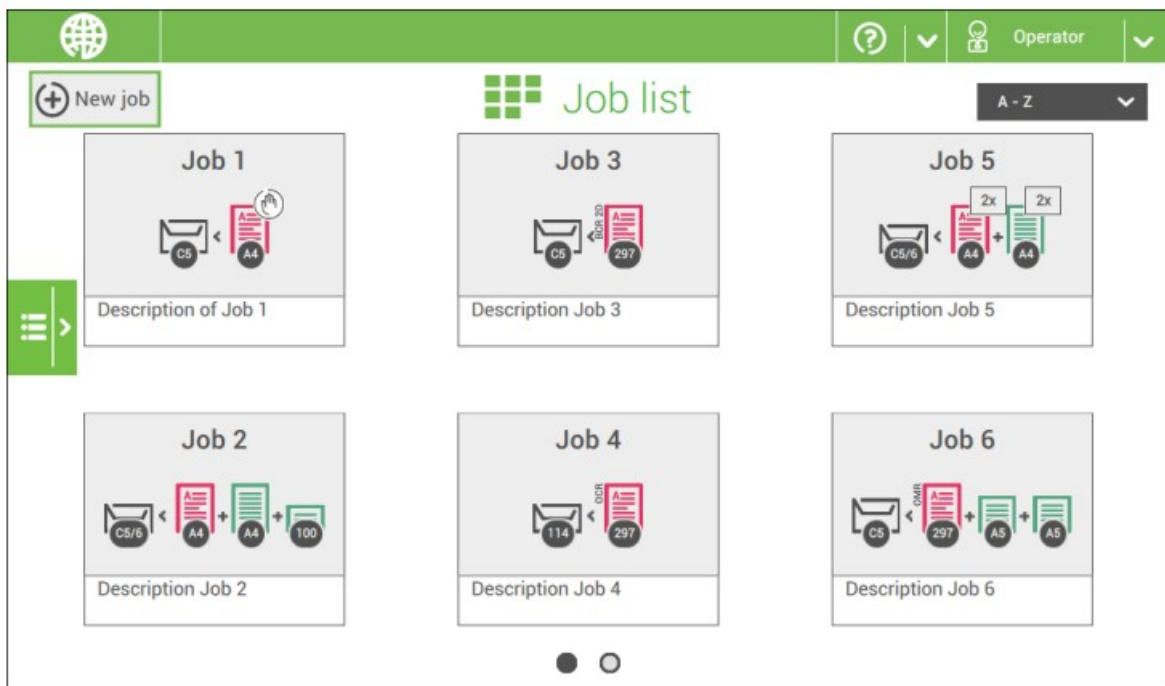 Operator
New job
Job list
A - Z
Job 1
A
C5
A4
Description of Job 1
Job 3
BCR 2D
A
C5
297
Description Job 3
Job 5
2x
2x
A
C5/6
A4
A4
Description Job 5
Job 2
A
C5/6
A4
A4
100
Description Job 2
Job 4
OCR
A
114
297
Description Job 4
Job 6
OMR
A
C5
297
A5
A5
Description Job 6